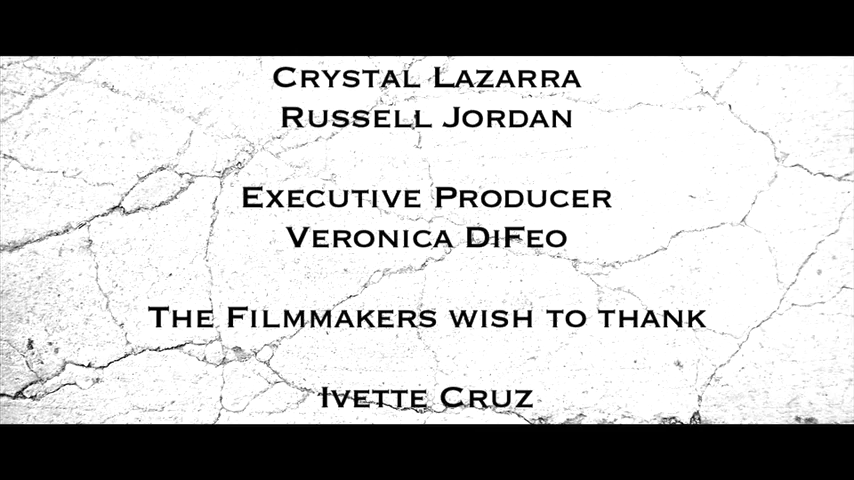 Crystal Lazarra
Russell Jordan
Executive Producer
Veronica DiFeo
The Filmmakers wish to thank
Ivette Cruz